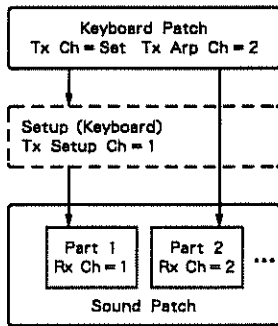 Keyboard Patch
Tx Ch = Set Tx Arp Ch = 2
Setup (Keyboard)
Tx Setup Ch = 1
Part 1
Rx Ch = 1
Part 2
Rx Ch = 2
...
Sound Patch